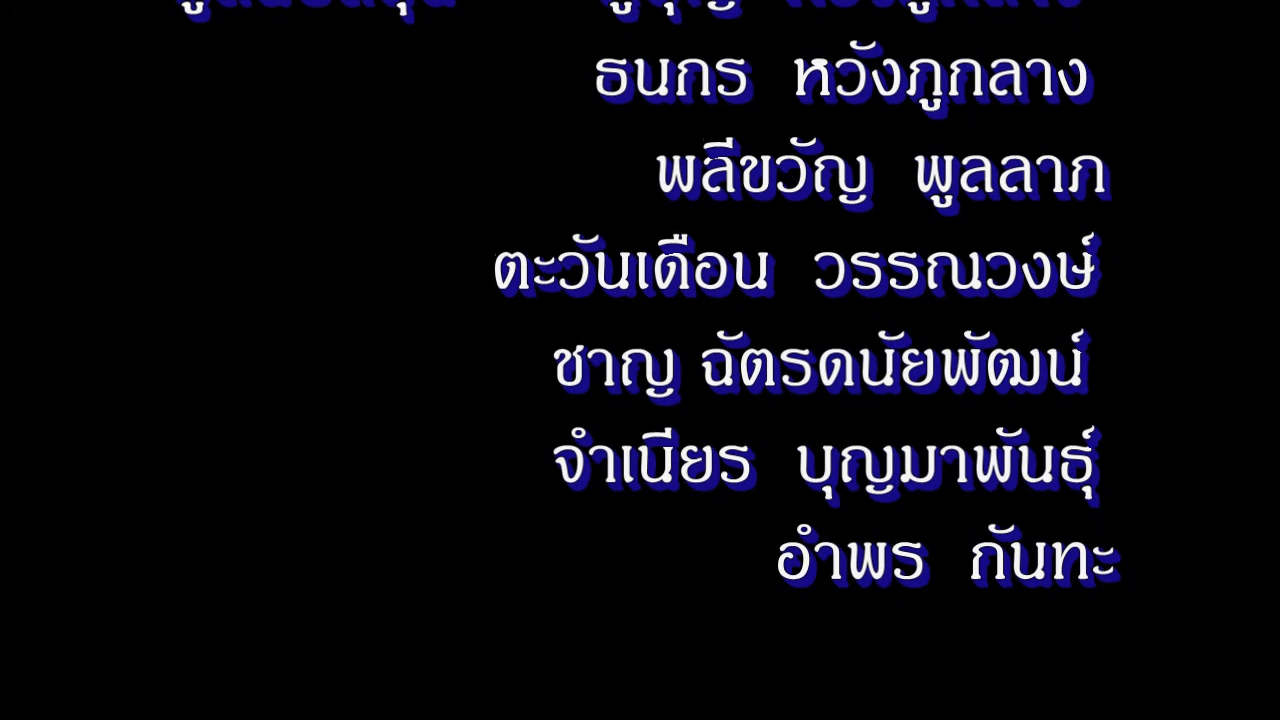 ธนกร หวังภูกลาง
พลีขวัญ พูลลาภ
ตะวันเดือน วรรณวงษ์
ชาญ ฉัตรดนัยพัฒน์
จำเนียร บุญมาพันธุ์
อำพร กันทะ